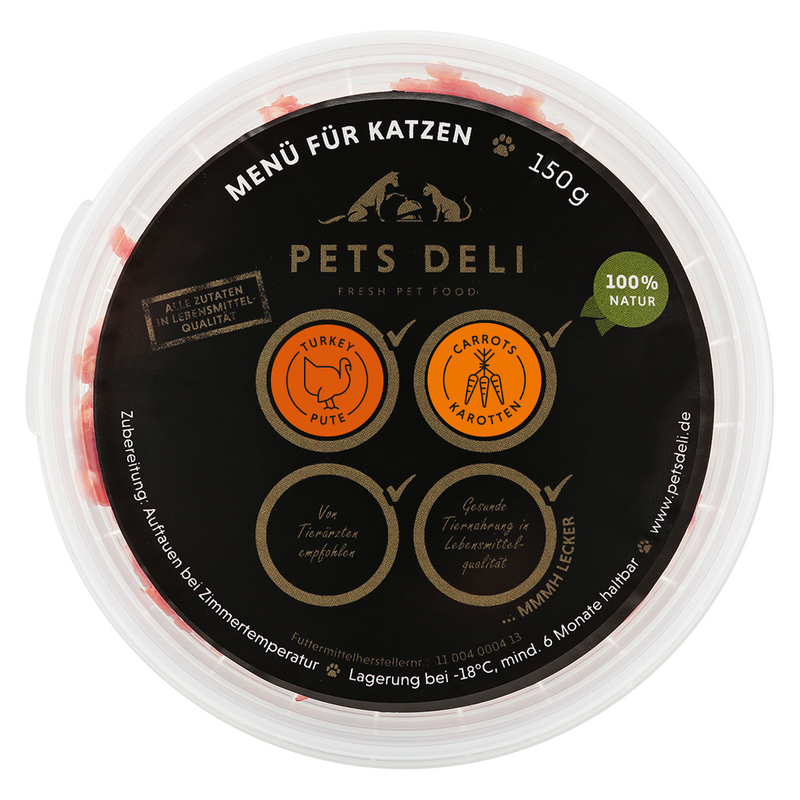 MENÜ FÜR KATZEN 150g
PETS DELI
FRESH PET FOOD
ALLE ZUTATEN
IN LEBENSMITTEL-
QUALITÄT
100%
NATUR
TURKEY
PUTE
CARROTS
KAROTTEN
Von
Tierärzten
empfohlen
Gesunde
Tiernahrung in
Lebensmittel-
qualität
... MMMH LECKER
Futtermittelherstellernr.: 11 004 0004 13
Zubereitung: Auftauen bei Zimmertemperatur Lagerung bei -18°C, mind. 6 Monate haltbar www.petsdeli.de